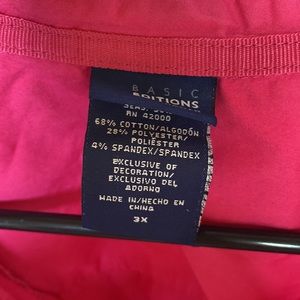 BASIC
EDITIONS
RN 42000
68% COTTON/ALGODÓN
28% POLYESTER/
POLIÉSTER
4% SPANDEX/SPANDEX
EXCLUSIVE OF
DECORATION/
EXCLUSIVO DEL
ADORNO
MADE IN/HECHO EN
CHINA
3X